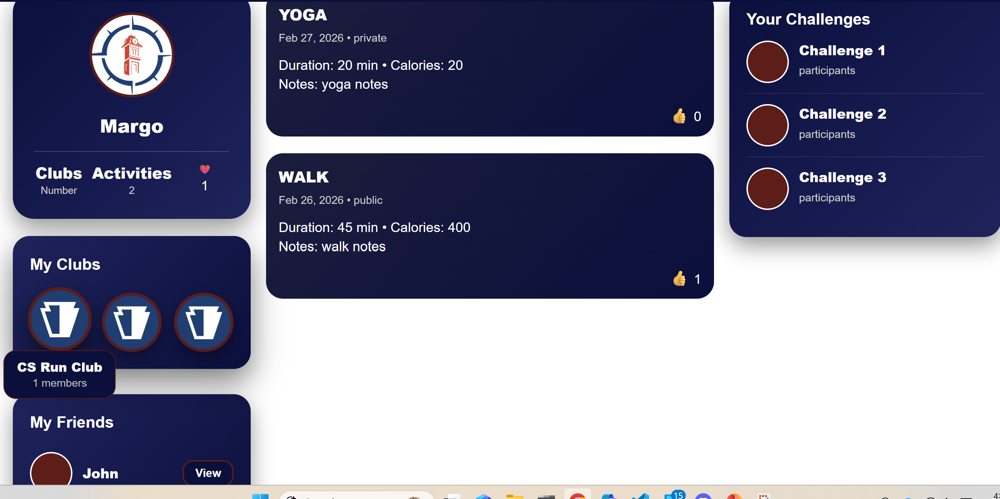 Margo
Clubs Activities
Number 2 1
My Clubs
CS Run Club
1 members
My Friends
John View
YOGA
Feb 27, 2026 • private
Duration: 20 min • Calories: 20
Notes: yoga notes
0
WALK
Feb 26, 2026 • public
Duration: 45 min • Calories: 400
Notes: walk notes
1
Your Challenges
Challenge 1
participants
Challenge 2
participants
Challenge 3
participants
15